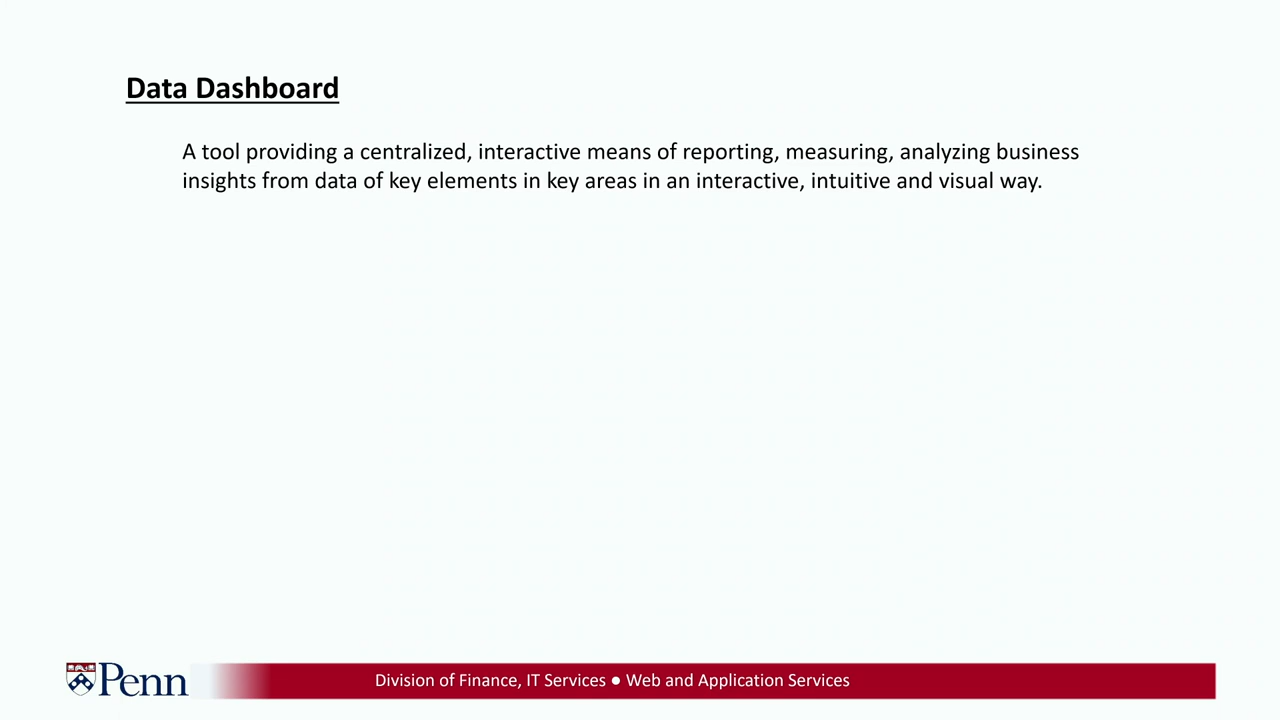 Data Dashboard
A tool providing a centralized, interactive means of reporting, measuring, analyzing business
insights from data of key elements in key areas in an interactive, intuitive and visual way.
Penn
Division of Finance, IT Services ● Web and Application Services